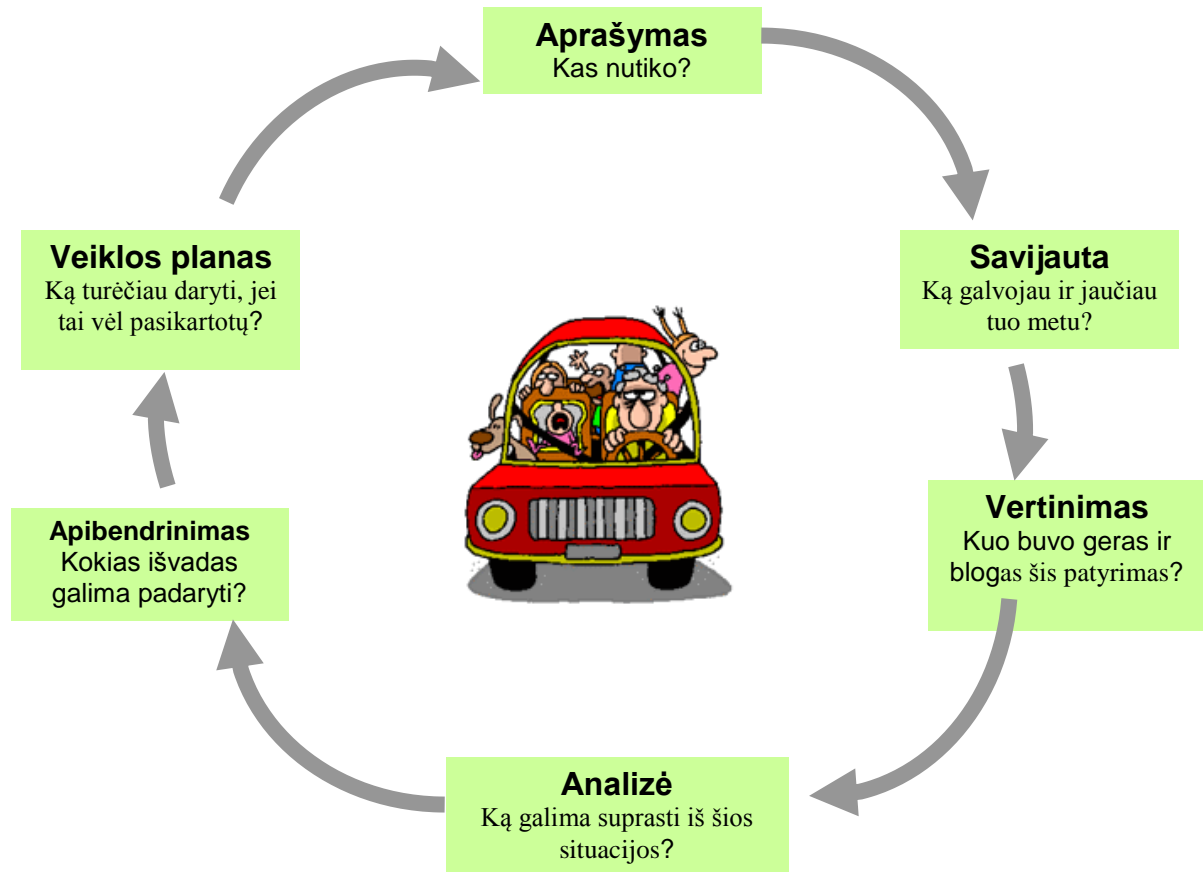 Aprašymas
Kas nutiko?
Savijauta
Ką galvojau ir jaučiau
tuo metu?
Vertinimas
Kuo buvo geras ir
blogas šis patyrimas?
Analizė
Ką galima suprasti iš šios
situacijos?
Apibendrinimas
Kokias išvadas
galima padaryti?
Veiklos planas
Ką turėčiau daryti, jei
tai vėl pasikartotų?